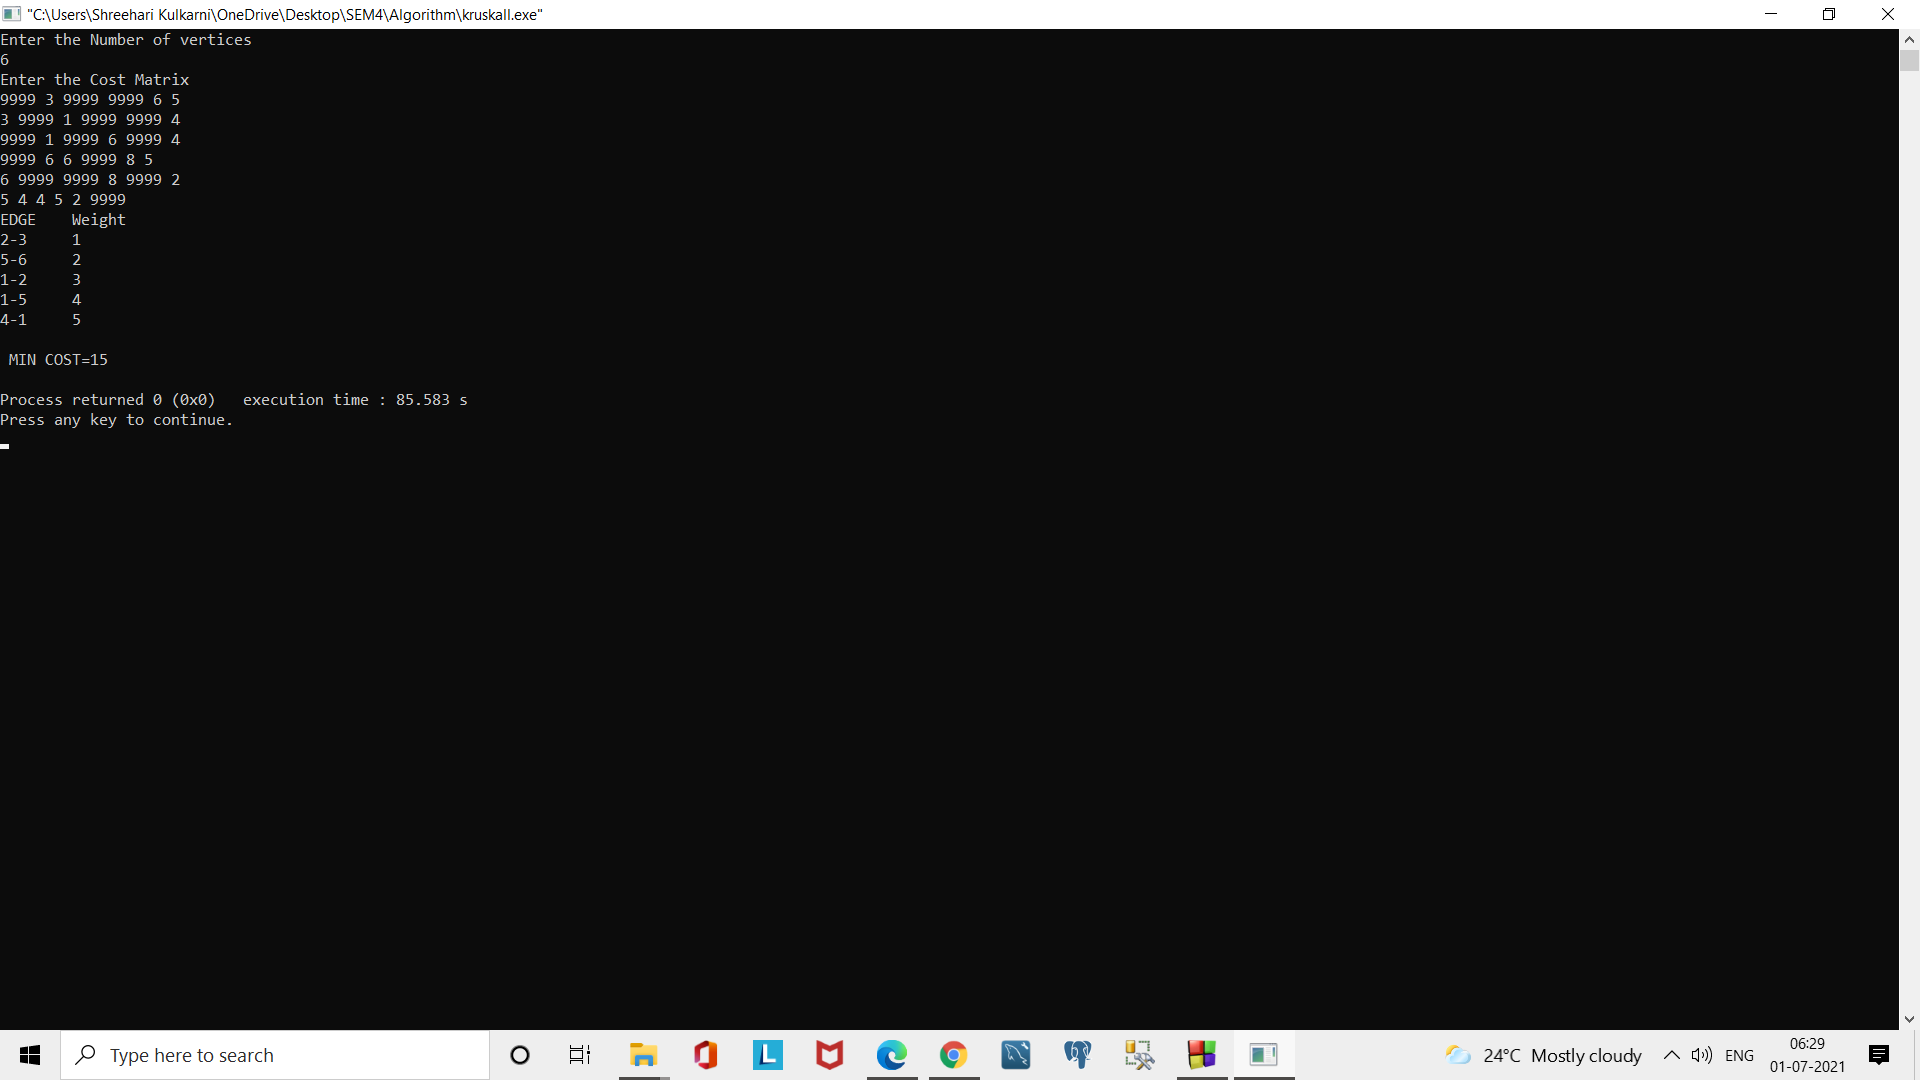 "C:\Users\Shreehari Kulkarni\OneDrive\Desktop\SEM4\Algorithm\kruskall.exe"
Enter the Number of vertices
6
Enter the Cost Matrix
9999 3 9999 9999 6 5
3 9999 1 9999 9999 4
9999 1 9999 6 9999 4
9999 6 6 9999 8 5
6 9999 9999 8 9999 2
5 4 4 5 2 9999
EDGE    Weight
2-3     1
5-6     2
1-2     3
1-5     4
4-1     5
MIN COST=15
Process returned 0 (0x0)   execution time : 85.583 s
Press any key to continue.
Type here to search
L
24°C Mostly cloudy
ENG
06:29
01-07-2021